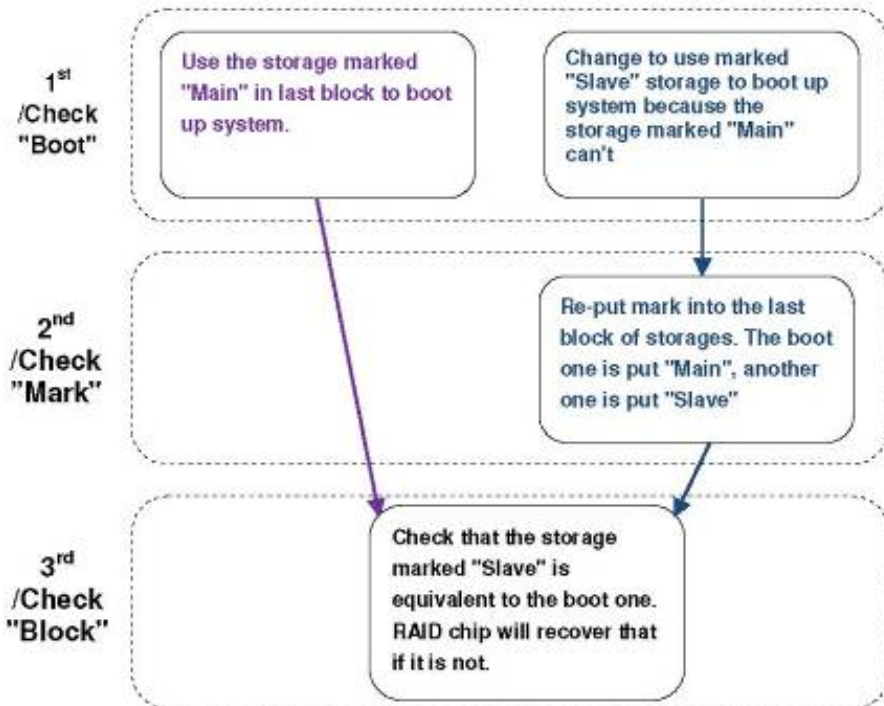 1st
/Check
"Boot"
Use the storage marked
"Main" in last block to boot
up system.
Change to use marked
"Slave" storage to boot up
system because the
storage marked "Main"
can't
2nd
/Check
"Mark"
Re-put mark into the last
block of storages. The boot
one is put "Main", another
one is put "Slave"
3rd
/Check
"Block"
Check that the storage
marked "Slave" is
equivalent to the boot one.
RAID chip will recover that
if it is not.